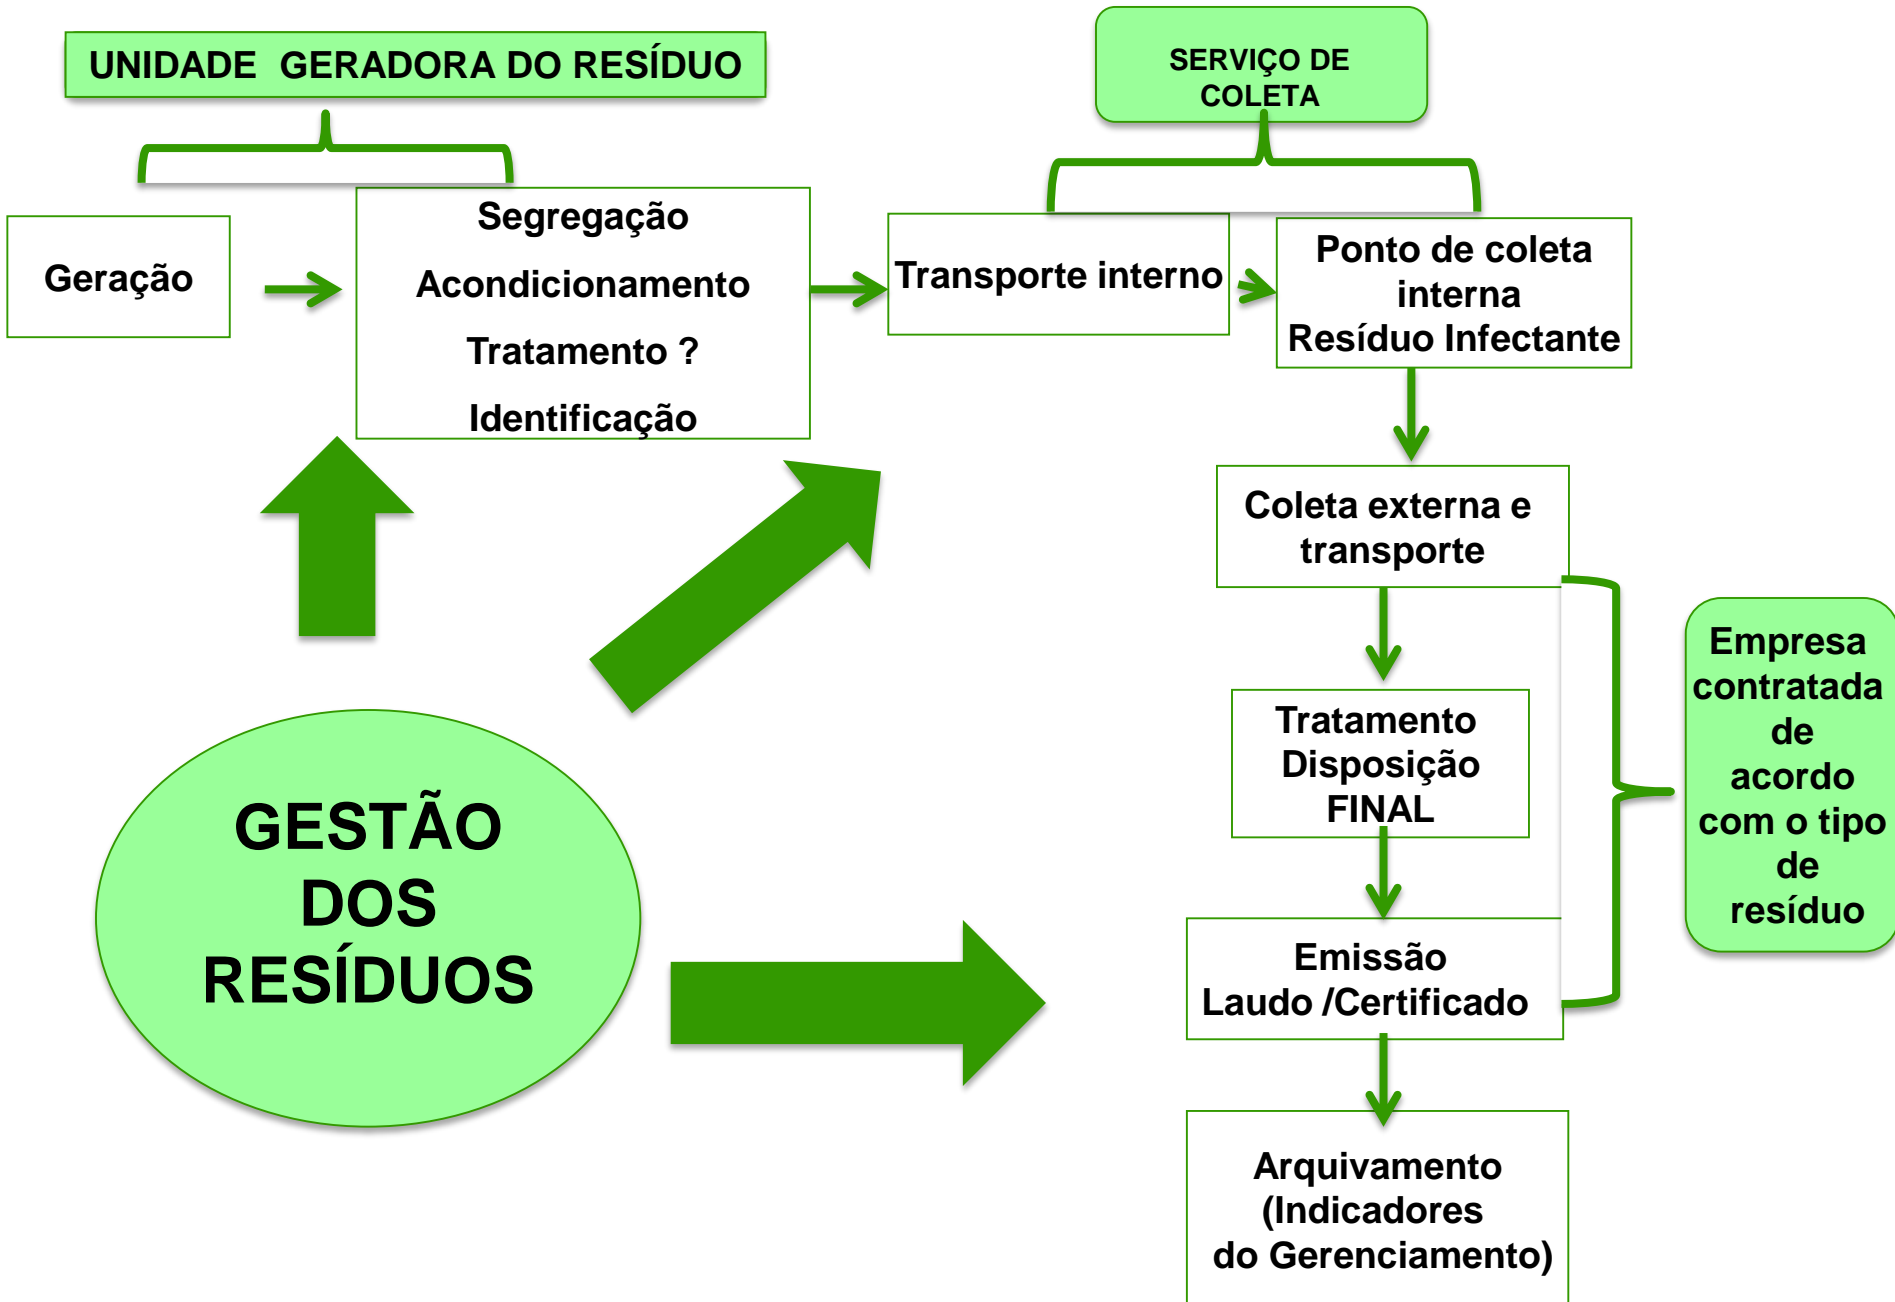 UNIDADE GERADORA DO RESÍDUO
SERVIÇO DE
COLETA
Geração
Segregação
Acondicionamento
Tratamento ?
Identificação
Transporte interno
Ponto de coleta
interna
Resíduo Infectante
Coleta externa e
transporte
Tratamento
Disposição
FINAL
Emissão
Laudo /Certificado
Arquivamento
(Indicadores
do Gerenciamento)
Empresa
contratada
de
acordo
com o tipo
de
resíduo
GESTÃO
DOS
RESÍDUOS